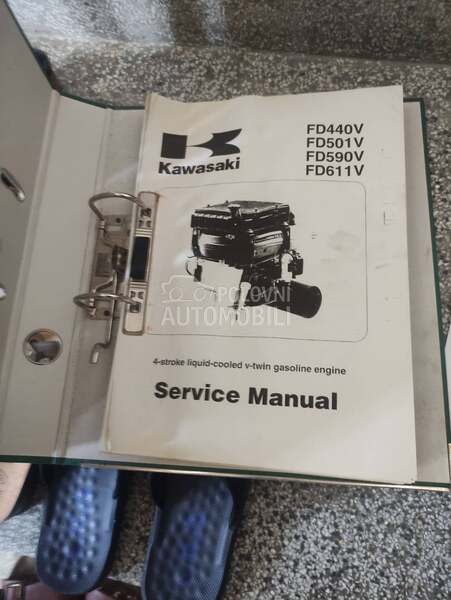 FD440V
FD501V
FD590V
FD611V
Kawasaki
POLOVNI
AUTOMOBILI
4-stroke liquid-cooled v-twin gasoline engine
Service Manual